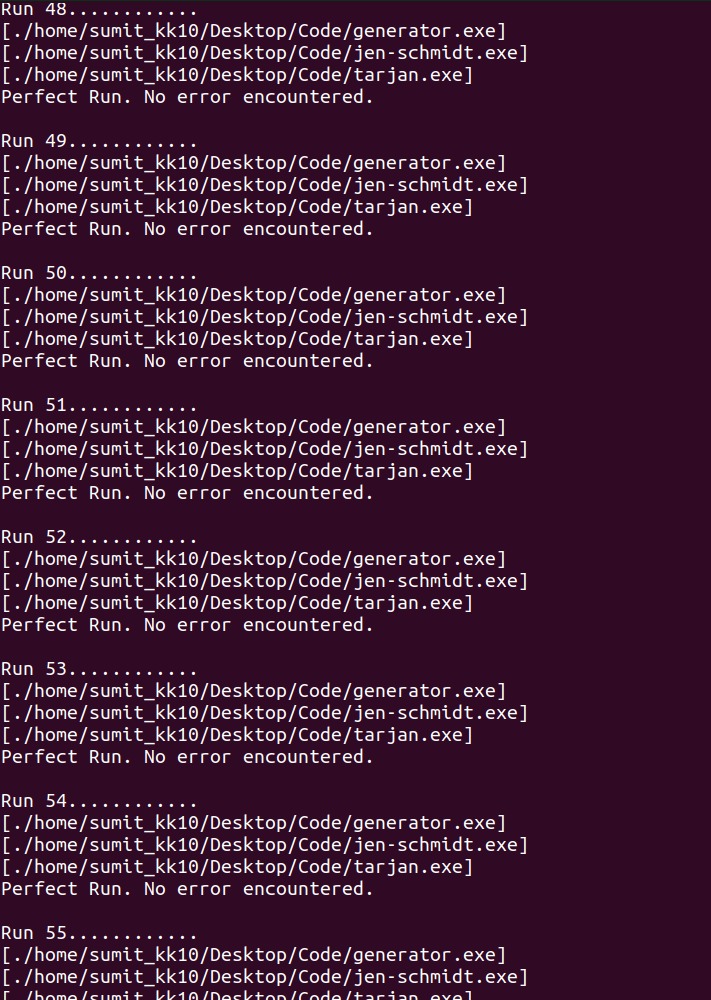 Run 48............
[./home/sumit_kk10/Desktop/Code/generator.exe]
[./home/sumit_kk10/Desktop/Code/jen-schmidt.exe]
[./home/sumit_kk10/Desktop/Code/tarjan.exe]
Perfect Run. No error encountered.
Run 49............
[./home/sumit_kk10/Desktop/Code/generator.exe]
[./home/sumit_kk10/Desktop/Code/jen-schmidt.exe]
[./home/sumit_kk10/Desktop/Code/tarjan.exe]
Perfect Run. No error encountered.
Run 50............
[./home/sumit_kk10/Desktop/Code/generator.exe]
[./home/sumit_kk10/Desktop/Code/jen-schmidt.exe]
[./home/sumit_kk10/Desktop/Code/tarjan.exe]
Perfect Run. No error encountered.
Run 51............
[./home/sumit_kk10/Desktop/Code/generator.exe]
[./home/sumit_kk10/Desktop/Code/jen-schmidt.exe]
[./home/sumit_kk10/Desktop/Code/tarjan.exe]
Perfect Run. No error encountered.
Run 52............
[./home/sumit_kk10/Desktop/Code/generator.exe]
[./home/sumit_kk10/Desktop/Code/jen-schmidt.exe]
[./home/sumit_kk10/Desktop/Code/tarjan.exe]
Perfect Run. No error encountered.
Run 53............
[./home/sumit_kk10/Desktop/Code/generator.exe]
[./home/sumit_kk10/Desktop/Code/jen-schmidt.exe]
[./home/sumit_kk10/Desktop/Code/tarjan.exe]
Perfect Run. No error encountered.
Run 54............
[./home/sumit_kk10/Desktop/Code/generator.exe]
[./home/sumit_kk10/Desktop/Code/jen-schmidt.exe]
[./home/sumit_kk10/Desktop/Code/tarjan.exe]
Perfect Run. No error encountered.
Run 55............
[./home/sumit_kk10/Desktop/Code/generator.exe]
[./home/sumit_kk10/Desktop/Code/jen-schmidt.exe]
[./home/sumit_kk10/Desktop/Code/tarjan.exe]